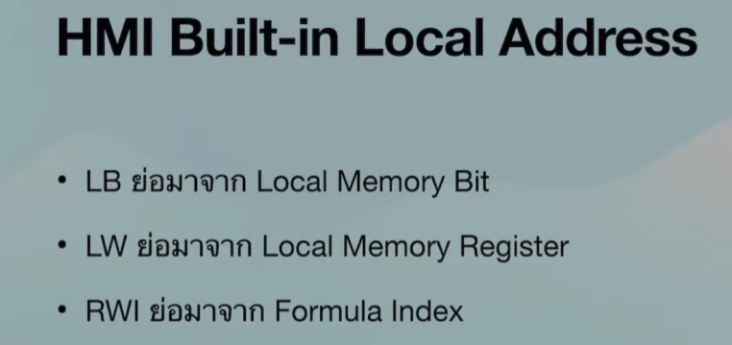 HMI Built-in Local Address
• LB ย่อมาจาก Local Memory Bit
• LW ย่อมาจาก Local Memory Register
• RWI ย่อมาจาก Formula Index